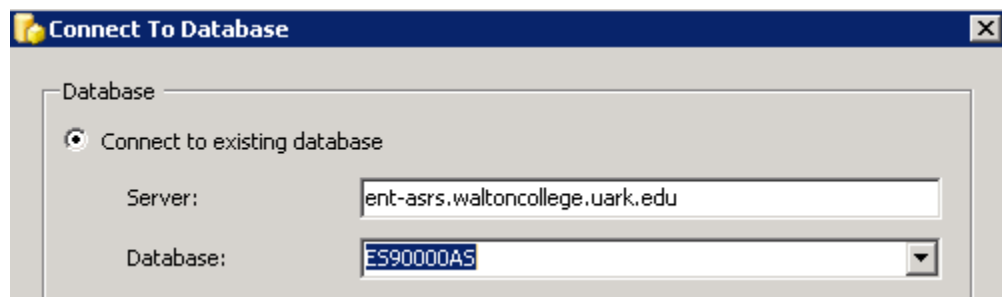 Connect To Database
Database
Connect to existing database
Server: ent-asrs.waltoncollege.uark.edu
Database: ES90000AS